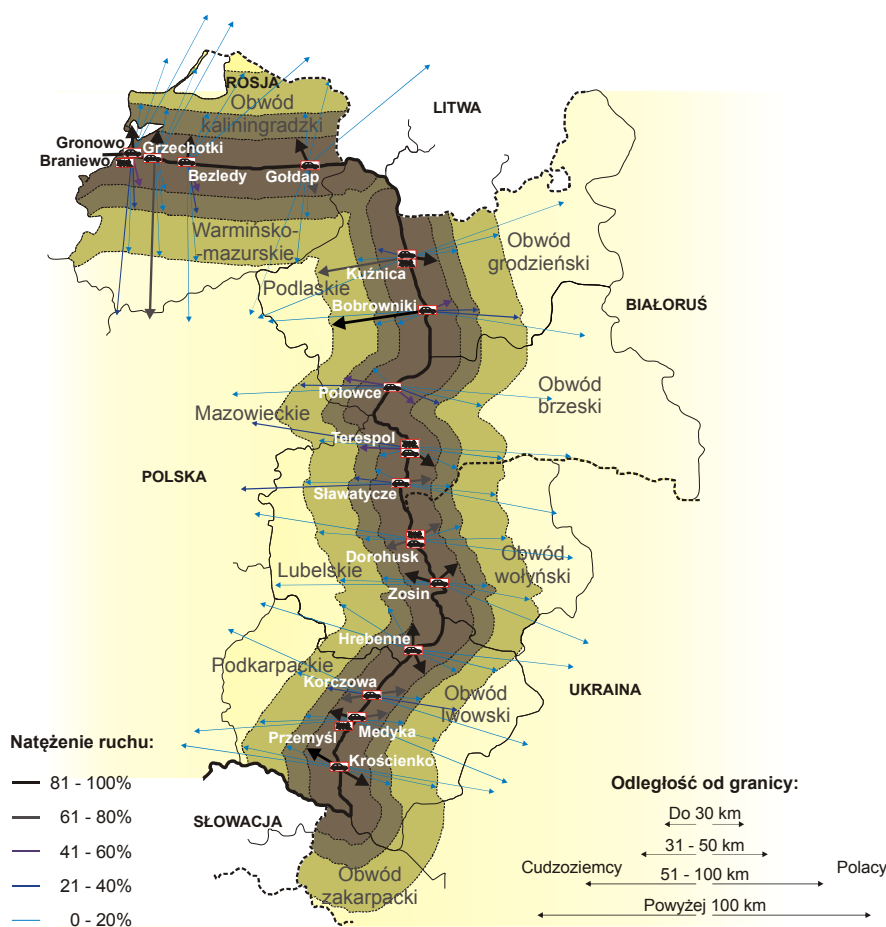 ROSJA
Obwód
kaliningradzki
LITWA
Gronowo
Grzechotki
Braniewo
Bezledy
Gołdap
Warmińsko-
mazurskie
Obwód
grodzieński
Kuźnica
Podlaskie
Bobrowniki
BIAŁORUŚ
Połowce
Obwód
brzeski
Mazowieckie
Terespol
POLSKA
Sławatycze
Dorohusk
Obwód
wołyński
Lubelskie
Zosin
Hrebenne
Podkarpackie
Korczowa
Obwód
lwowski
UKRAINA
Przemyśl
Medyka
Krościenko
SŁOWACJA
Obwód
zakarpacki
Natężenie ruchu:
81 - 100%
61 - 80%
41 - 60%
21 - 40%
0 - 20%
Odległość od granicy:
Do 30 km
31 - 50 km
Cudzoziemcy
Polacy
51 - 100 km
Powyżej 100 km